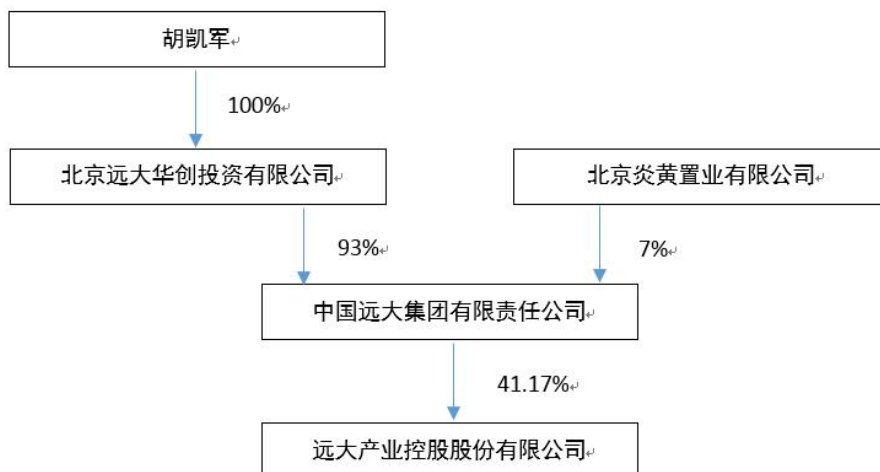 胡凯军
100%
北京远大华创投资有限公司
北京炎黄置业有限公司
93%
7%
中国远大集团有限责任公司
41.17%
远大产业控股股份有限公司